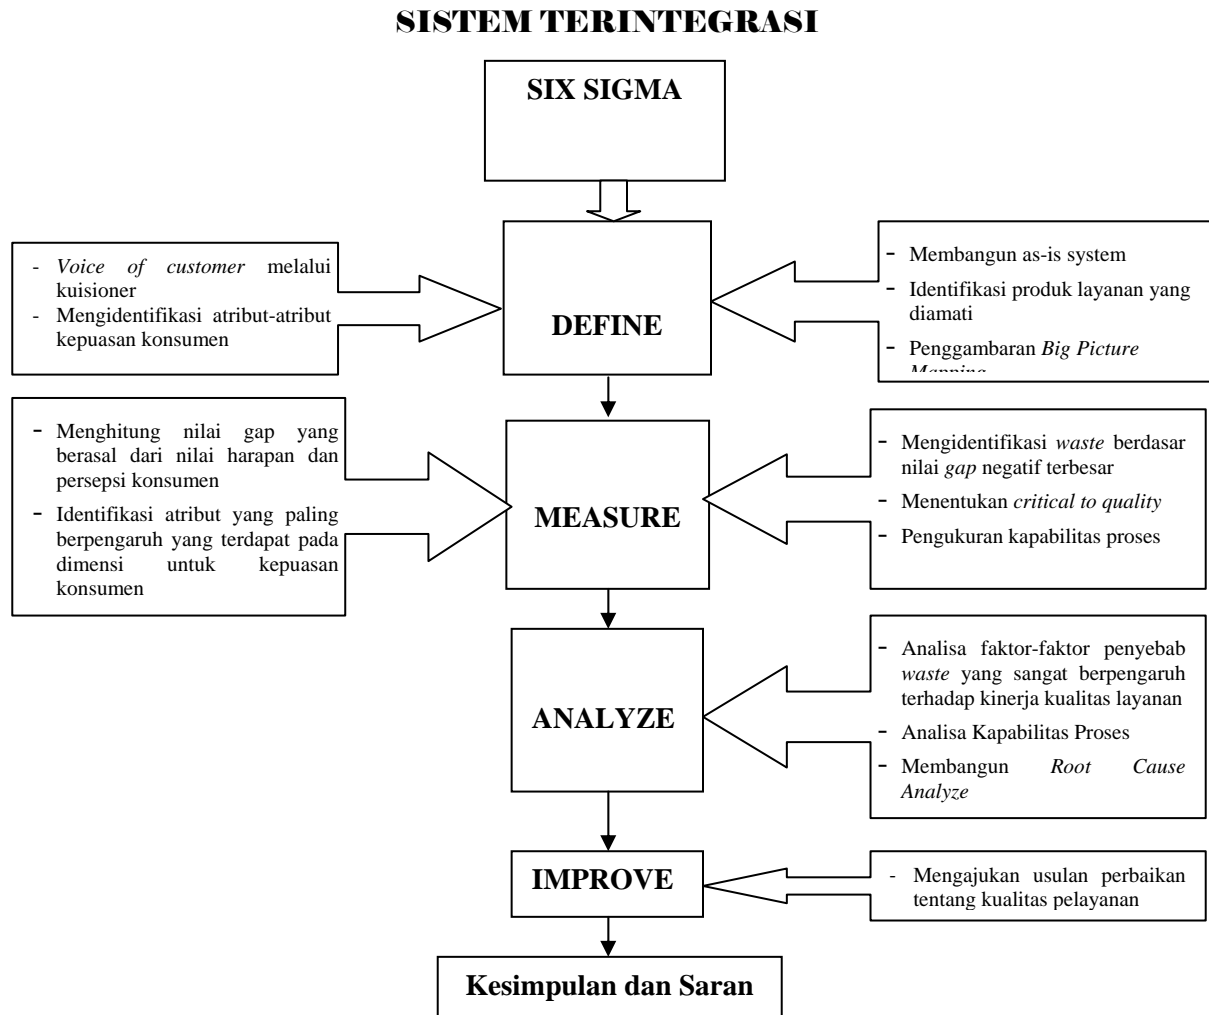 SISTEM TERINTEGRASI
SIX SIGMA
- Voice of customer melalui
kuisioner
- Mengidentifikasi atribut-atribut
kepuasan konsumen
DEFINE
- Membangun as-is system
- Identifikasi produk layanan yang
diamati
- Penggambaran Big Picture
Mapping
- Menghitung nilai gap yang
berasal dari nilai harapan dan
persepsi konsumen
- Identifikasi atribut yang paling
berpengaruh yang terdapat pada
dimensi untuk kepuasan
konsumen
MEASURE
- Mengidentifikasi waste berdasar
nilai gap negatif terbesar
- Menentukan critical to quality
- Pengukuran kapabilitas proses
ANALYZE
- Analisa faktor-faktor penyebab
waste yang sangat berpengaruh
terhadap kinerja kualitas layanan
- Analisa Kapabilitas Proses
- Membangun Root Cause
Analyze
IMPROVE
- Mengajukan usulan perbaikan
tentang kualitas pelayanan
Kesimpulan dan Saran